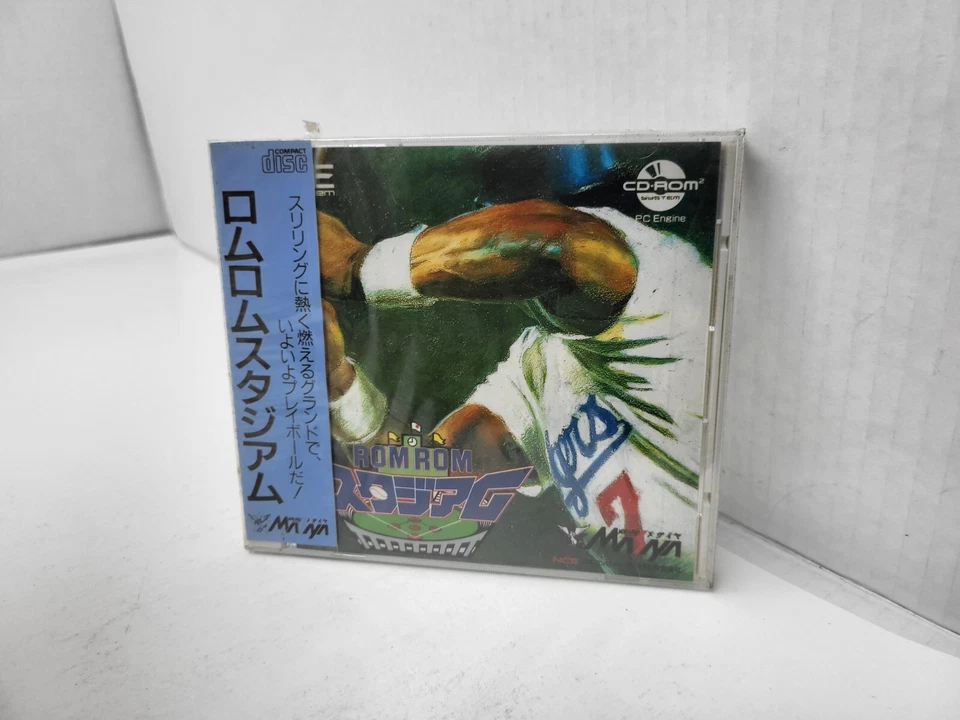 COMPACT
disc
ロムロムスタジアム
スリリングに熱く燃えるグランドで、
いよいよプレイボールだ!
CD-ROM²
SYSTEM
PC Engine
ROM ROM
スタジアム
gers
7
NCS